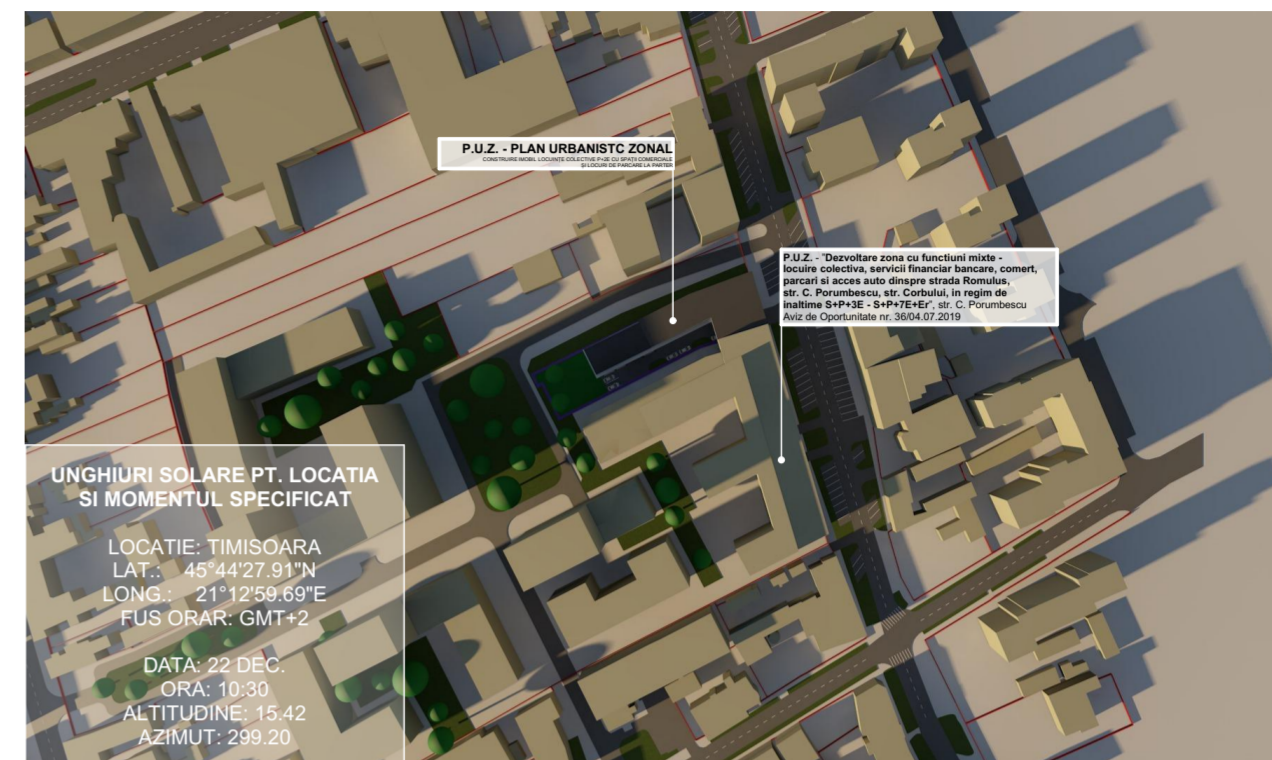 P.U.Z. - PLAN URBANISTC ZONAL
CONSTRUIRE IMOBIL LOCUINȚE COLECTIVE P+2E CU SPAȚII COMERCIALE
ȘI LOCURI DE PARCARE LA PARTER
P.U.Z. - "Dezvoltare zona cu functiuni mixte -
locuire colectiva, servicii financiar bancare, comert,
parcari si acces auto dinspre strada Romulus,
str. C. Porumbescu, str. Corbului, in regim de
inaltime S+P+3E - S+P+7E+Er", str. C. Porumbescu
Aviz de Oportunitate nr. 36/04.07.2019
UNGHIURI SOLARE PT. LOCATIA
SI MOMENTUL SPECIFICAT
LOCATIE: TIMISOARA
LAT.: 45°44'27.91"N
LONG.: 21°12'59.69"E
FUS ORAR: GMT+2
DATA: 22 DEC.
ORA: 10:30
ALTITUDINE: 15.42
AZIMUT: 299.20